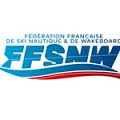 FÉDÉRATION FRANÇAISE
DE SKI NAUTIQUE & DE WAKEBOARD
FFSNW